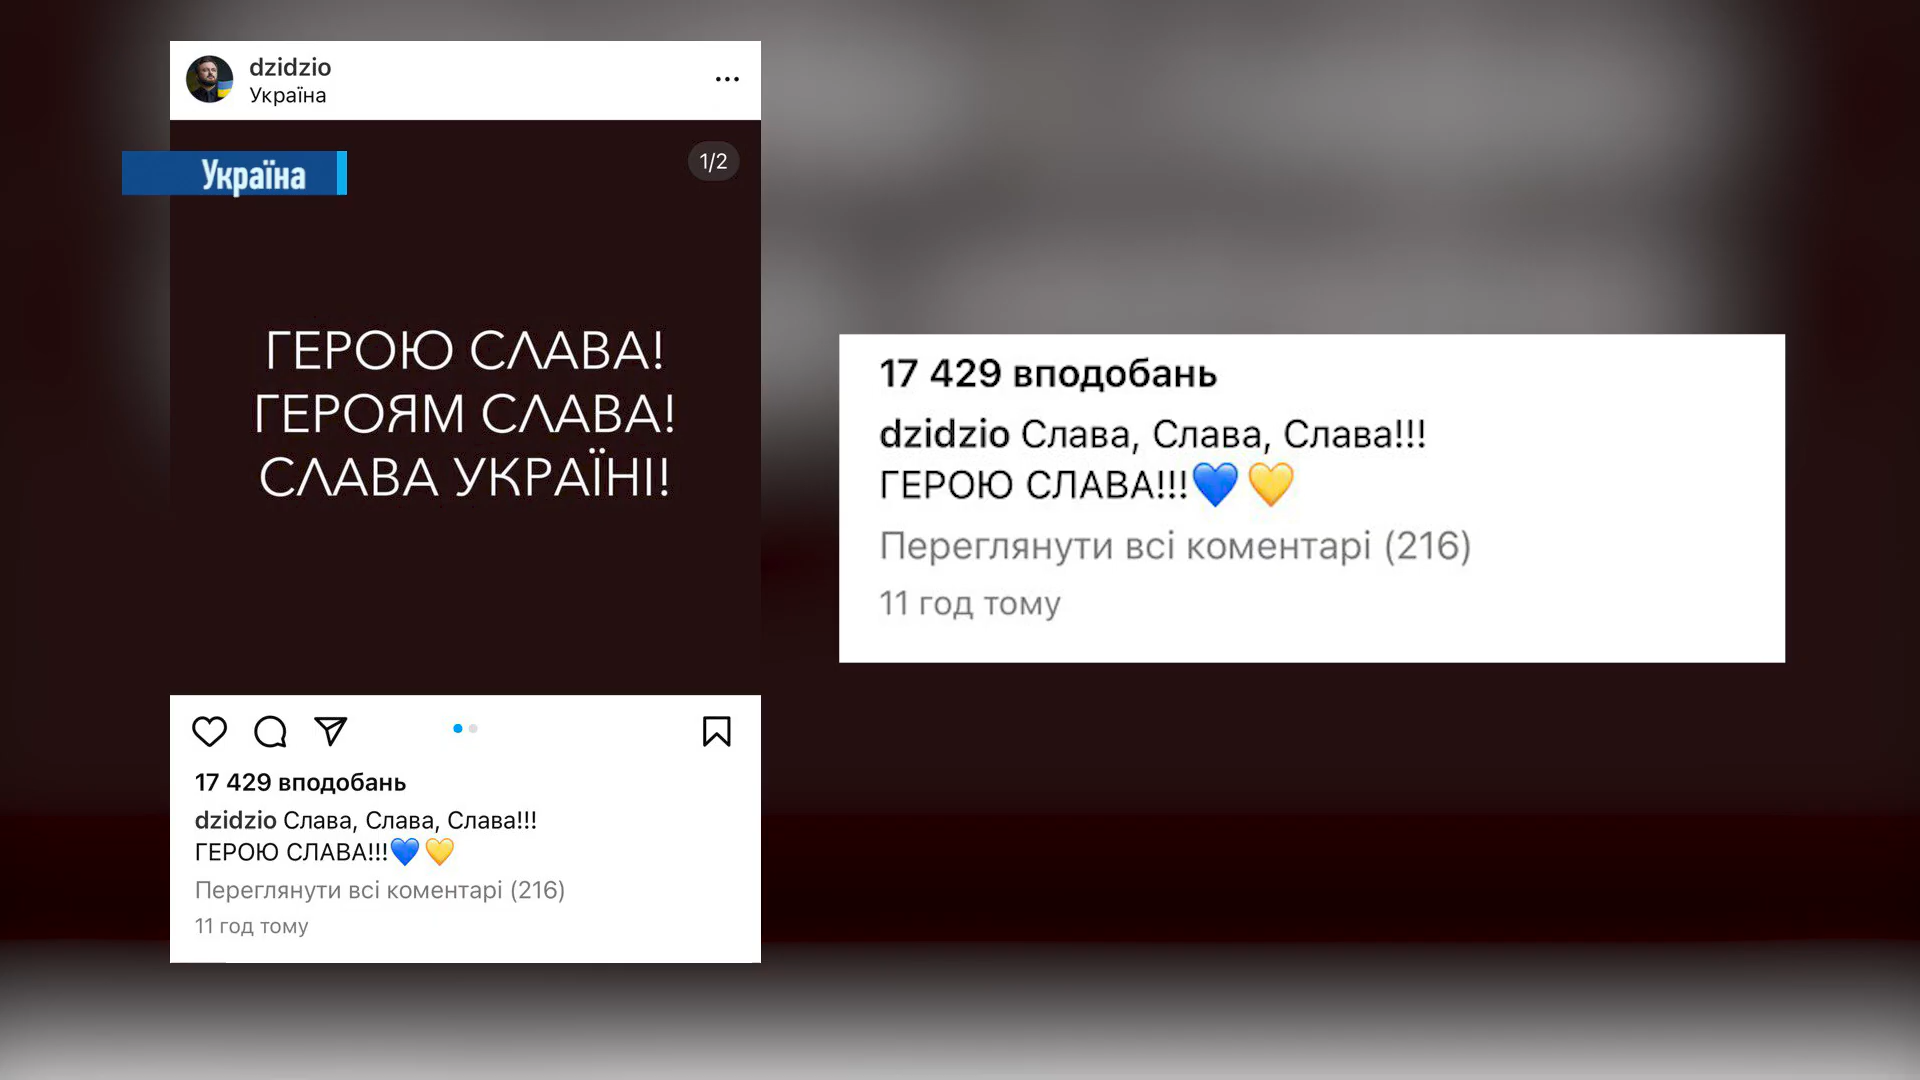 dzidzio
Україна
Україна
1/2
ГЕРОЮ СЛАВА!
ГЕРОЯМ СЛАВА!
СЛАВА УКРАЇНІ!
17 429 вподобань
dzidzio Слава, Слава, Слава!!!
ГЕРОЮ СЛАВА!!!💙💛
Переглянути всі коментарі (216)
11 год тому
17 429 вподобань
dzidzio Слава, Слава, Слава!!!
ГЕРОЮ СЛАВА!!!💙💛
Переглянути всі коментарі (216)
11 год тому